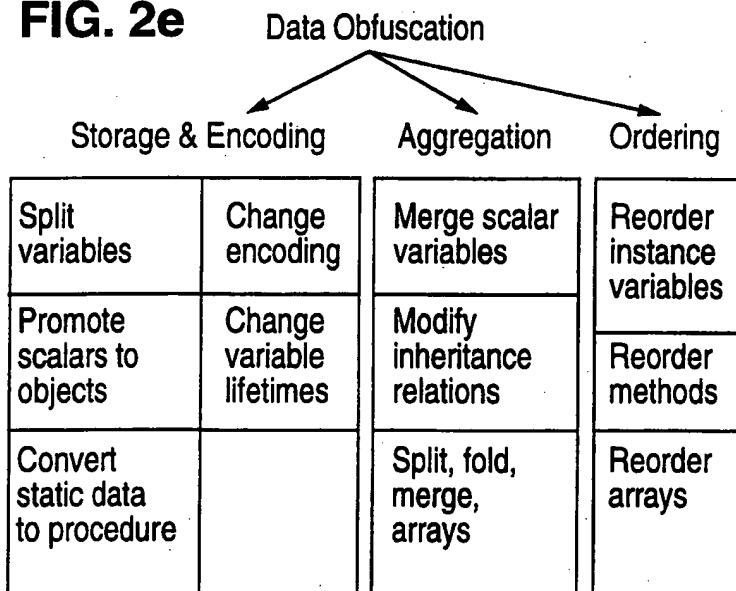 FIG. 2e
Data Obfuscation
Storage & Encoding
Aggregation
Ordering
Split
variables
Change
encoding
Merge scalar
variables
Reorder
instance
variables
Promote
scalars to
objects
Change
variable
lifetimes
Modify
inheritance
relations
Reorder
methods
Convert
static data
to procedure
Split, fold,
merge,
arrays
Reorder
arrays